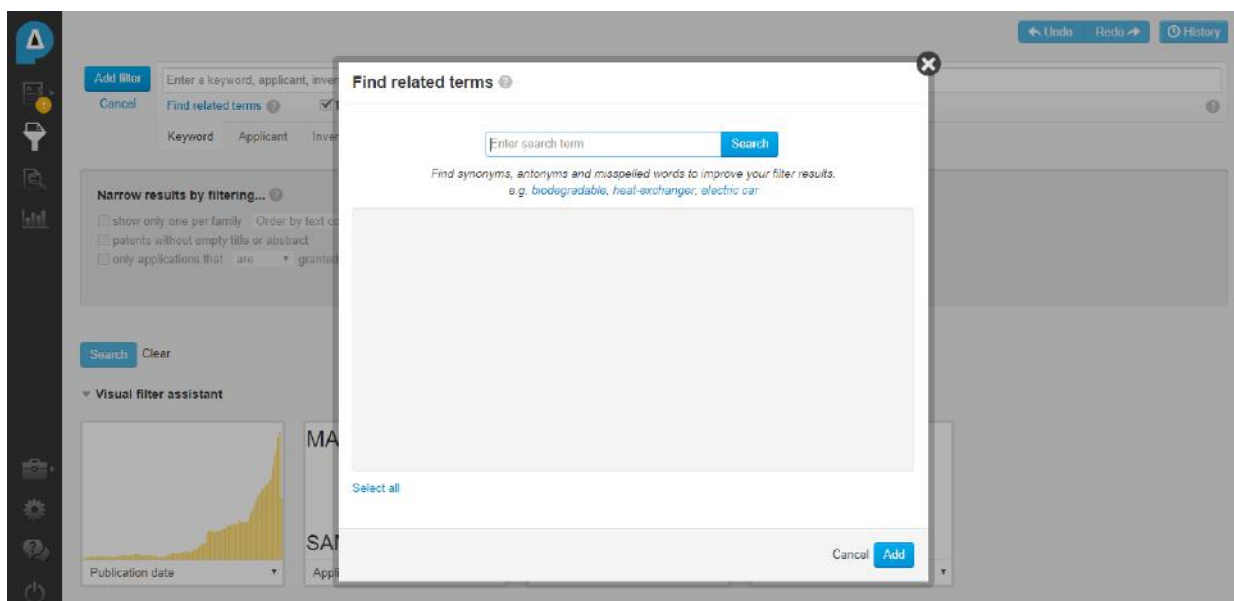 Undo Redo History
Add filter
Enter a keyword, applicant, inver
Cancel
Find related terms
Keyword Applicant Inver
Narrow results by filtering...
show only one per family Order by text co
patents without empty title or abstract
only applications that are granted
Search Clear
Visual filter assistant
MA
SAN
Publication date
Appli
Find related terms
Enter search term
Search
Find synonyms, antonyms and misspelled words to improve your filter results.
e.g. biodegradable, heat-exchanger, electric car
Select all
Cancel Add